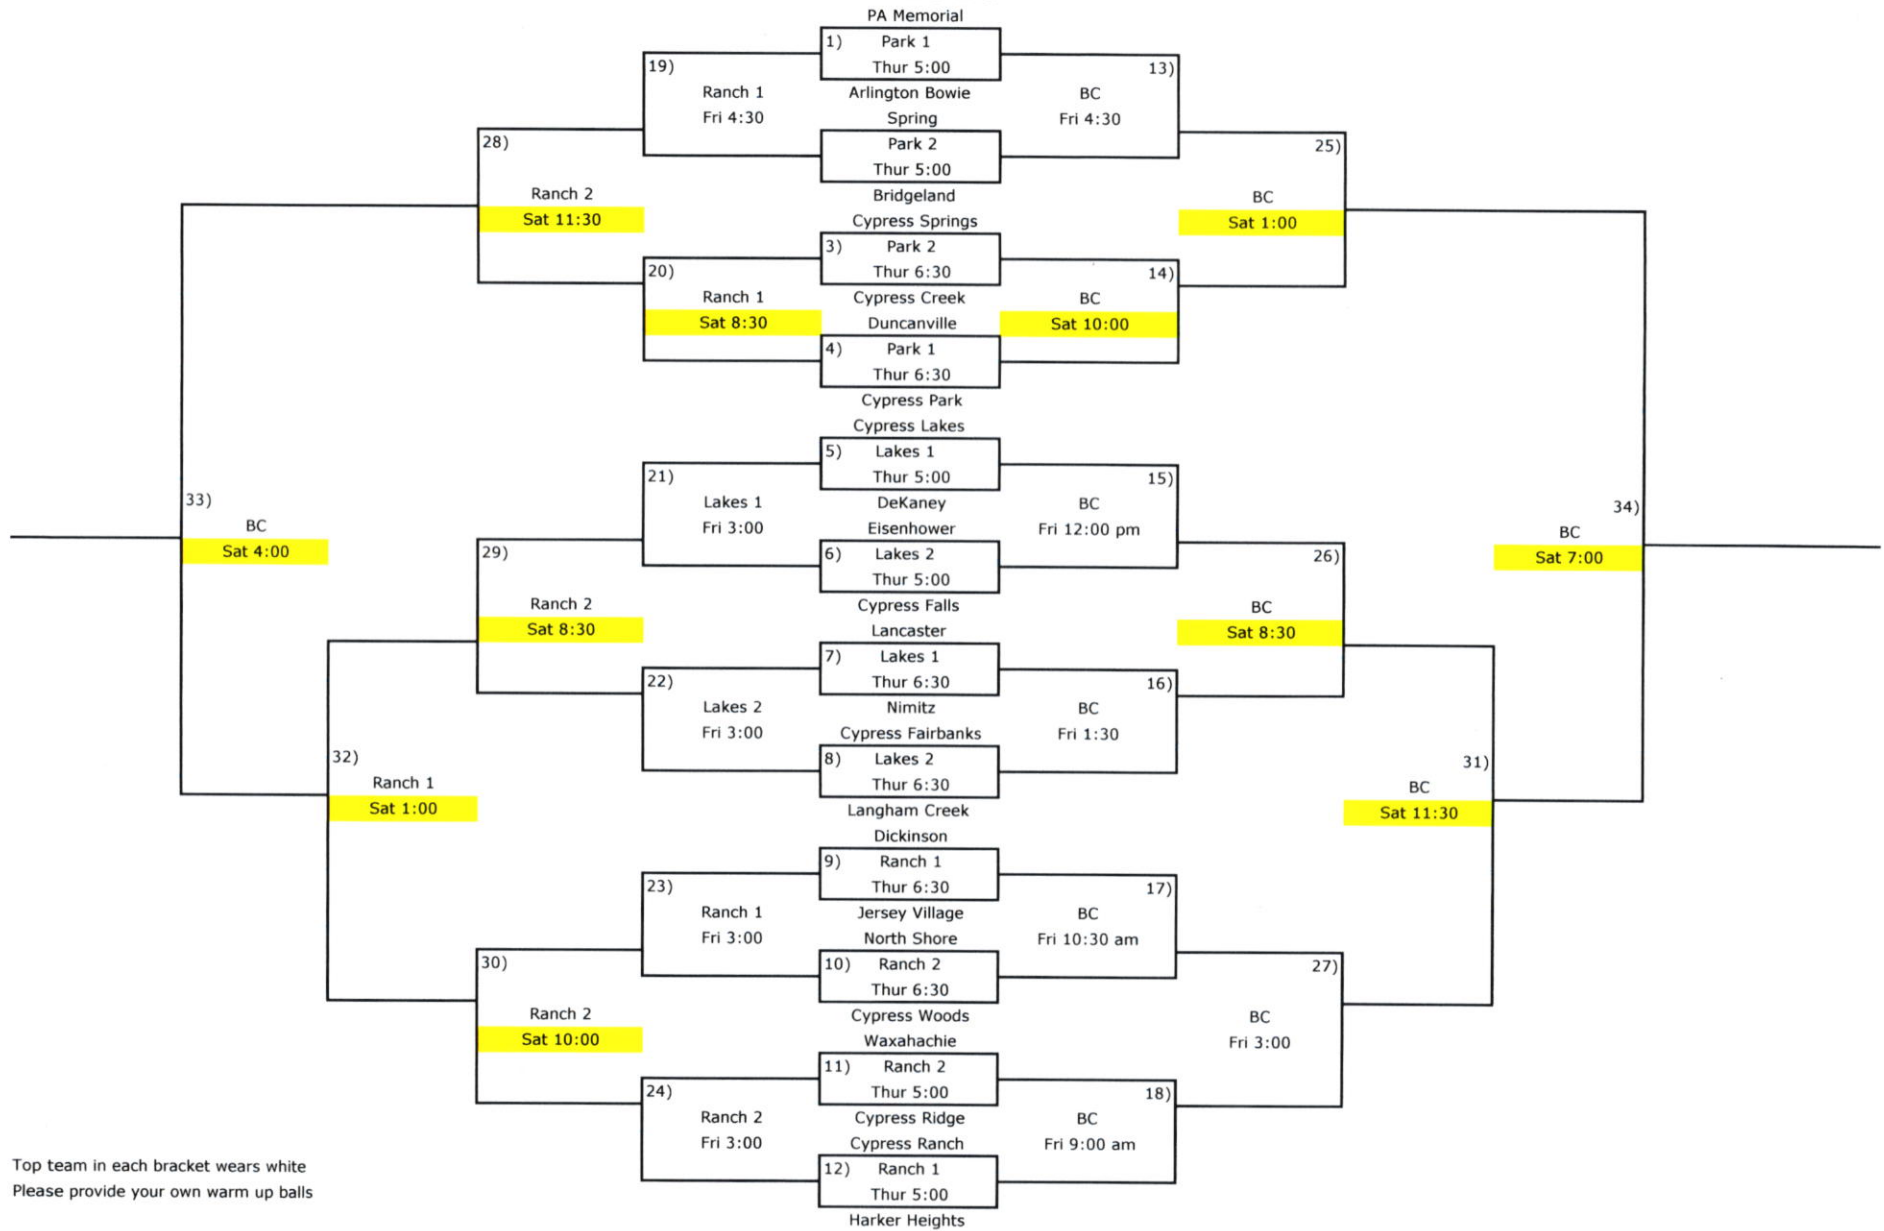 PA Memorial
1) Park 1
Thur 5:00
Arlington Bowie
Spring
Park 2
Thur 5:00
Bridgeland
Cypress Springs
3) Park 2
Thur 6:30
Cypress Creek
Duncanville
4) Park 1
Thur 6:30
Cypress Park
Cypress Lakes
5) Lakes 1
Thur 5:00
DeKaney
Eisenhower
6) Lakes 2
Thur 5:00
Cypress Falls
Lancaster
7) Lakes 1
Thur 6:30
Nimitz
Cypress Fairbanks
8) Lakes 2
Thur 6:30
Langham Creek
Dickinson
9) Ranch 1
Thur 6:30
Jersey Village
North Shore
10) Ranch 2
Thur 6:30
Cypress Woods
Waxahachie
11) Ranch 2
Thur 5:00
Cypress Ridge
Cypress Ranch
12) Ranch 1
Thur 5:00
Harker Heights
13)
BC
Fri 4:30
14)
BC
Sat 10:00
15)
BC
Fri 12:00 pm
16)
BC
Fri 1:30
17)
BC
Fri 10:30 am
18)
BC
Fri 9:00 am
19)
Ranch 1
Fri 4:30
20)
Ranch 1
Sat 8:30
21)
Lakes 1
Fri 3:00
22)
Lakes 2
Fri 3:00
23)
Ranch 1
Fri 3:00
24)
Ranch 2
Fri 3:00
25)
BC
Sat 1:00
26)
BC
Sat 8:30
27)
BC
Fri 3:00
28)
Ranch 2
Sat 11:30
29)
Ranch 2
Sat 8:30
30)
Ranch 2
Sat 10:00
31)
BC
Sat 11:30
32)
Ranch 1
Sat 1:00
33)
BC
Sat 4:00
34)
BC
Sat 7:00
Top team in each bracket wears white
Please provide your own warm up balls